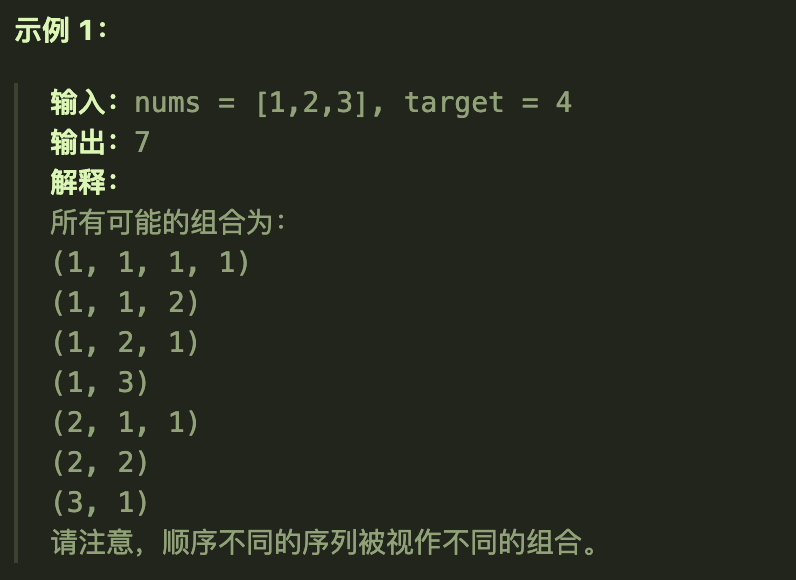 示例 1：
输入：nums = [1,2,3], target = 4
输出：7
解释：
所有可能的组合为：
(1, 1, 1, 1)
(1, 1, 2)
(1, 2, 1)
(1, 3)
(2, 1, 1)
(2, 2)
(3, 1)
请注意，顺序不同的序列被视作不同的组合。